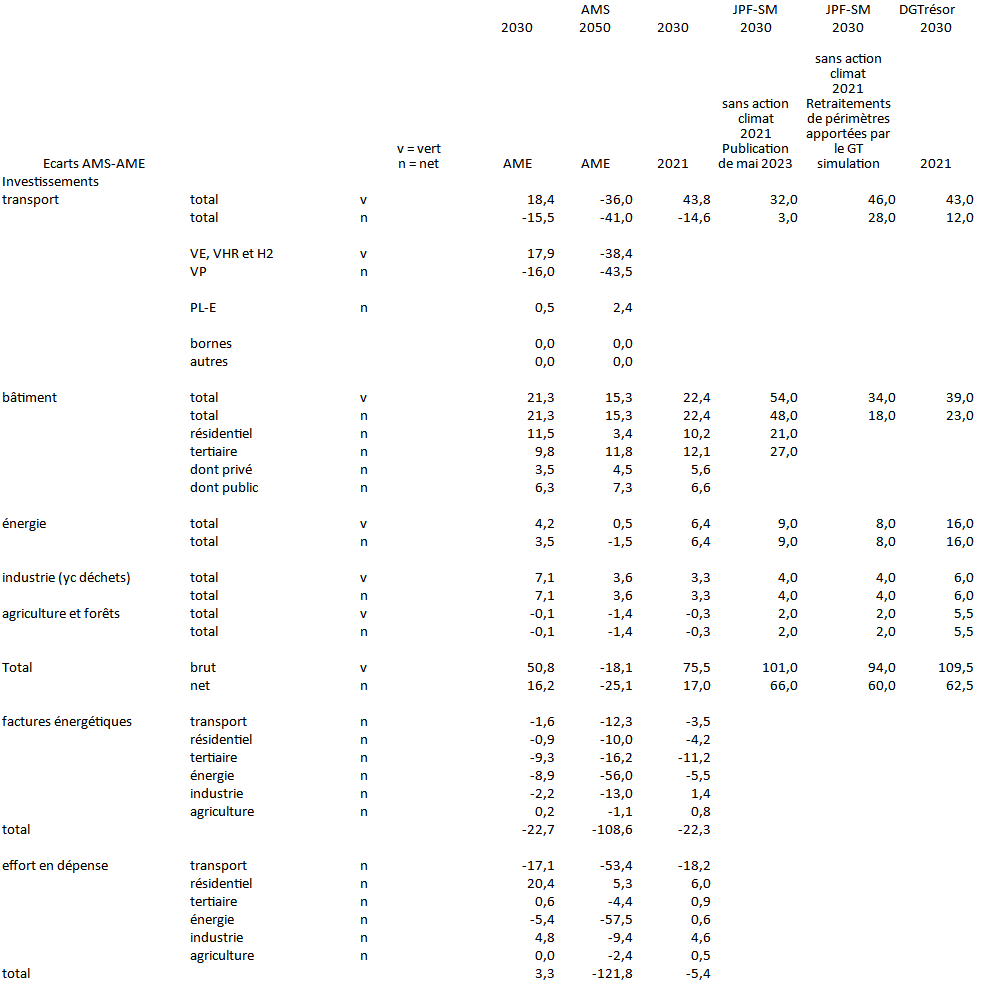 AMS JPF-SM JPF-SM DGTrésor
2030 2050 2030 2030 2030 2030
sans action
climat
2021
sans action Retraitements
climat de périmètres
2021 apportées par
v = vert Publication le GT
Ecarts AMS-AME n = net AME AME 2021 de mai 2023 simulation 2021
Investissements
transport total v 18,4 -36,0 43,8 32,0 46,0 43,0
total n -15,5 -41,0 -14,6 3,0 28,0 12,0
VE, VHR et H2 v 17,9 -38,4
VP n -16,0 -43,5
PL-E n 0,5 2,4
bornes 0,0 0,0
autres 0,0 0,0
bâtiment total v 21,3 15,3 22,4 54,0 34,0 39,0
total n 21,3 15,3 22,4 48,0 18,0 23,0
résidentiel n 11,5 3,4 10,2 21,0
tertiaire n 9,8 11,8 12,1 27,0
dont privé n 3,5 4,5 5,6
dont public n 6,3 7,3 6,6
énergie total v 4,2 0,5 6,4 9,0 8,0 16,0
total n 3,5 -1,5 6,4 9,0 8,0 16,0
industrie (yc déchets) total v 7,1 3,6 3,3 4,0 4,0 6,0
total n 7,1 3,6 3,3 4,0 4,0 6,0
agriculture et forêts total v -0,1 -1,4 -0,3 2,0 2,0 5,5
total n -0,1 -1,4 -0,3 2,0 2,0 5,5
Total brut v 50,8 -18,1 75,5 101,0 94,0 109,5
net n 16,2 -25,1 17,0 66,0 60,0 62,5
factures énergétiques transport n -1,6 -12,3 -3,5
résidentiel n -0,9 -10,0 -4,2
tertiaire n -9,3 -16,2 -11,2
énergie n -8,9 -56,0 -5,5
industrie n -2,2 -13,0 1,4
agriculture n 0,2 -1,1 0,8
total -22,7 -108,6 -22,3
effort en dépense transport n -17,1 -53,4 -18,2
résidentiel n 20,4 5,3 6,0
tertiaire n 0,6 -4,4 0,9
énergie n -5,4 -57,5 0,6
industrie n 4,8 -9,4 4,6
agriculture n 0,0 -2,4 0,5
total 3,3 -121,8 -5,4